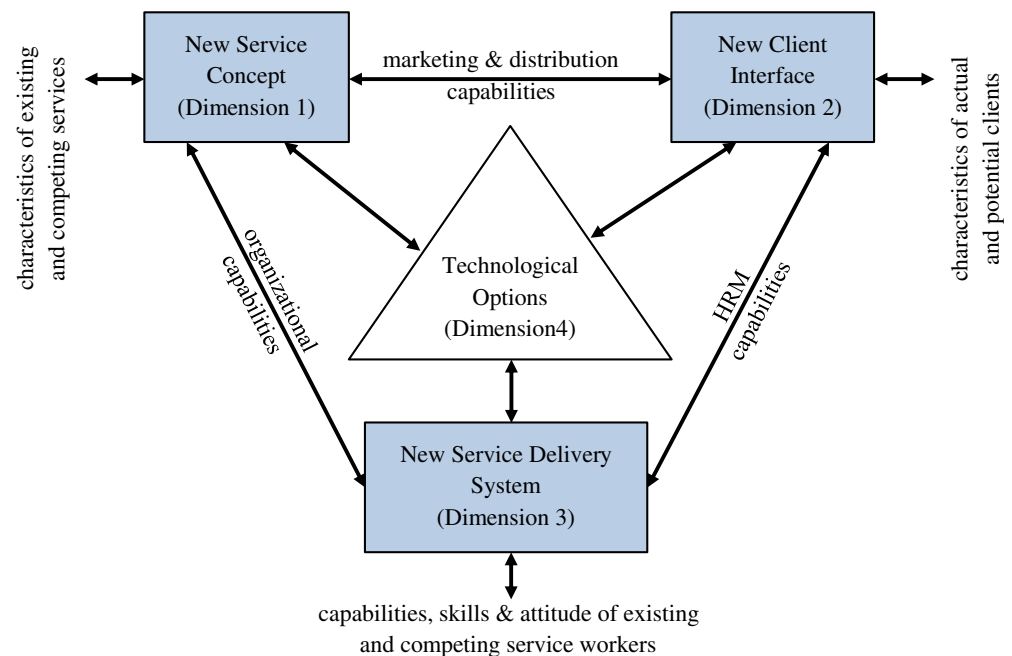 New Service
Concept
(Dimension 1)
marketing & distribution
capabilities
New Client
Interface
(Dimension 2)
characteristics of existing
and competing services
characteristics of actual
and potential clients
organizational
capabilities
Technological
Options
(Dimension4)
HRM
capabilities
New Service Delivery
System
(Dimension 3)
capabilities, skills & attitude of existing
and competing service workers